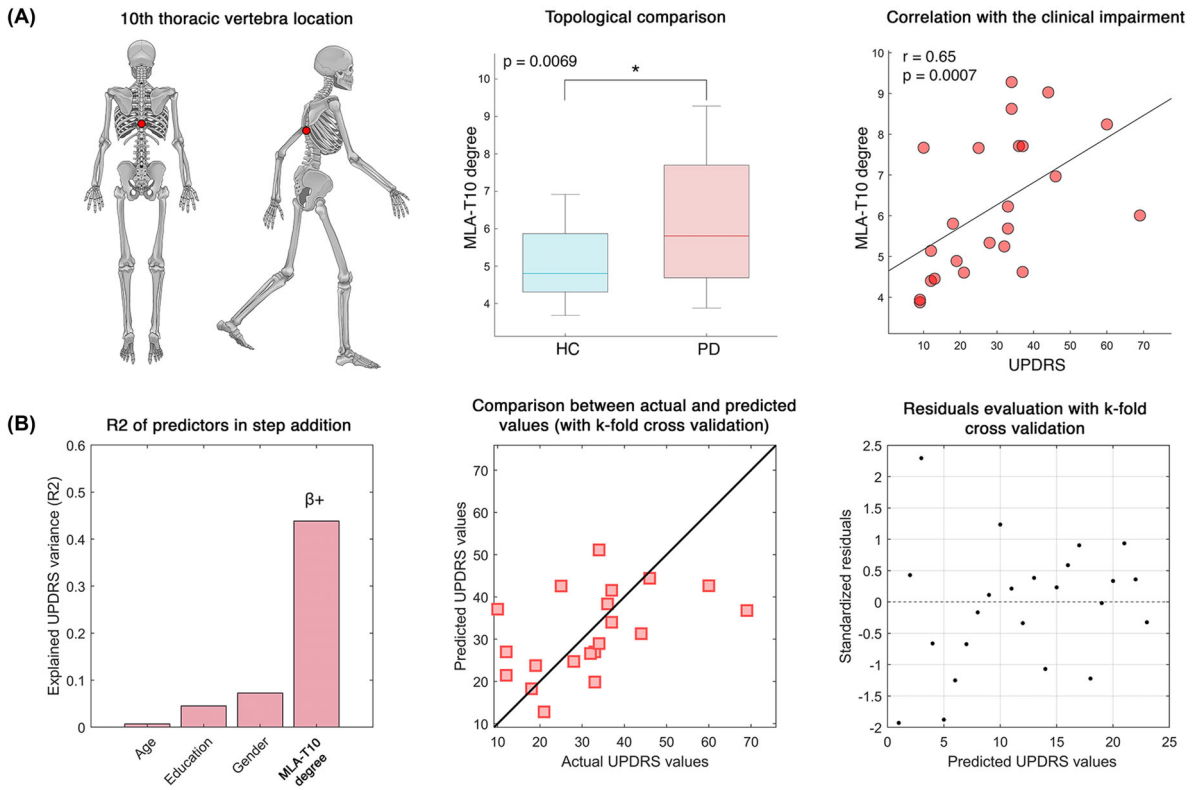 (A)
10th thoracic vertebra location
Topological comparison
p = 0.0069
*
MLA-T10 degree
10
9
8
7
6
5
4
HC
PD
Correlation with the clinical impairment
r = 0.65
p = 0.0007
MLA-T10 degree
10
9
8
7
6
5
4
10 20 30 40 50 60 70
UPDRS
(B)
R2 of predictors in step addition
Explained UPDRS variance (R2)
0.6
0.5
0.4
0.3
0.2
0.1
0
β+
Age
Education
Gender
MLA-T10
degree
Comparison between actual and predicted
values (with k-fold cross validation)
Predicted UPDRS values
70
60
50
40
30
20
10
10 20 30 40 50 60 70
Actual UPDRS values
Residuals evaluation with k-fold
cross validation
Standardized residuals
2.5
2
1.5
1
0.5
0
-0.5
-1
-1.5
-2
0 5 10 15 20 25
Predicted UPDRS values